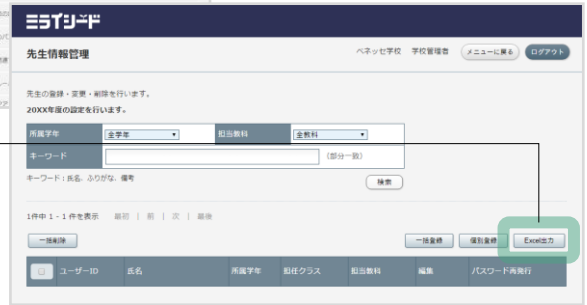 ミライシード
先生情報管理
ベネッセ学校 学校管理者 メニューに戻る ログアウト
先生の登録・変更・削除を行います。
20XX年度の設定を行います。
所属学年 全学年 担当教科 全教科
キーワード (部分一致)
キーワード：氏名、ふりがな、備考
検索
1件中 1 - 1 件を表示 最初 | 前 | 次 | 最後
一括削除 一括登録 個別登録 Excel出力
ユーザーID 氏名 所属学年 担任クラス 担当教科 編集 パスワード再発行